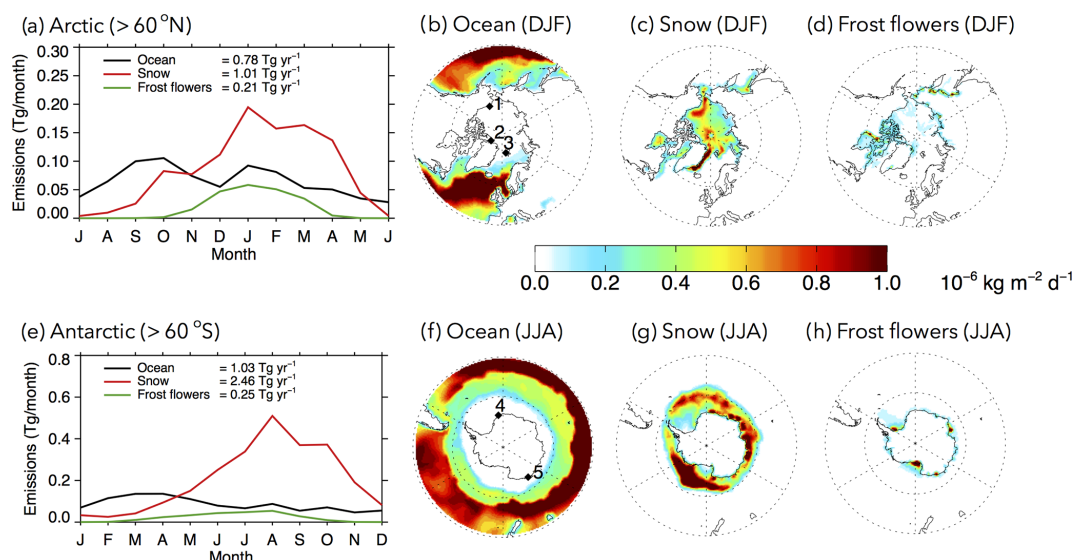 (a) Arctic (> 60 °N)
0.30
0.25
0.20
0.15
0.10
0.05
0.00
Emissions (Tg/month)
Ocean = 0.78 Tg yr⁻¹
Snow = 1.01 Tg yr⁻¹
Frost flowers = 0.21 Tg yr⁻¹
J A S O N D J F M A M J
Month
(b) Ocean (DJF)
1
2
3
(c) Snow (DJF)
(d) Frost flowers (DJF)
0.0 0.2 0.4 0.6 0.8 1.0 10⁻⁶ kg m⁻² d⁻¹
(e) Antarctic (> 60 °S)
0.8
0.6
0.4
0.2
0.0
Emissions (Tg/month)
Ocean = 1.03 Tg yr⁻¹
Snow = 2.46 Tg yr⁻¹
Frost flowers = 0.25 Tg yr⁻¹
J F M A M J J A S O N D
Month
(f) Ocean (JJA)
4
5
(g) Snow (JJA)
(h) Frost flowers (JJA)